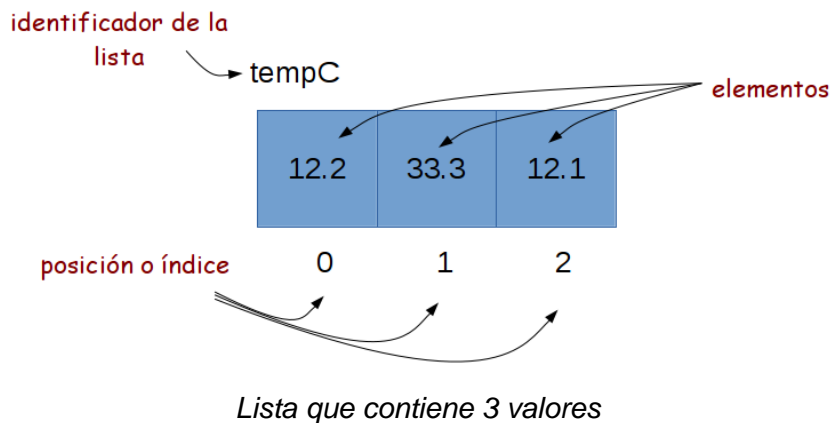 identificador de la
lista
tempC
elementos
12.2 33.3 12.1
posición o índice 0 1 2
Lista que contiene 3 valores